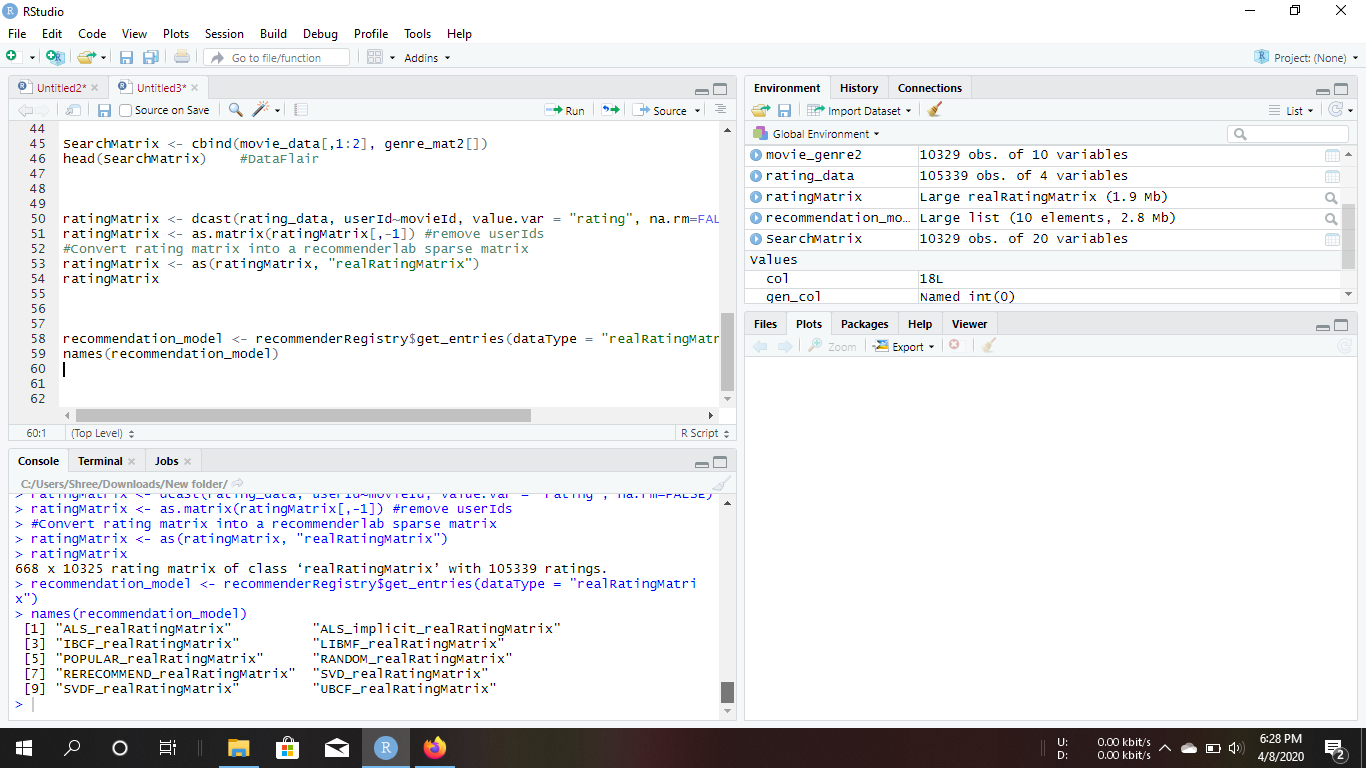 RStudio
File Edit Code View Plots Session Build Debug Profile Tools Help
Go to file/function Addins Project: (None)
Untitled2* Untitled3*
Source on Save Run Source
44
45 SearchMatrix <- cbind(movie_data[,1:2], genre_mat2[])
46 head(SearchMatrix) #DataFlair
47
48
49
50 ratingMatrix <- dcast(rating_data, userId~movieId, value.var = "rating", na.rm=FAL
51 ratingMatrix <- as.matrix(ratingMatrix[,-1]) #remove userIds
52 #Convert rating matrix into a recommenderlab sparse matrix
53 ratingMatrix <- as(ratingMatrix, "realRatingMatrix")
54 ratingMatrix
55
56
57
58 recommendation_model <- recommenderRegistry$get_entries(dataType = "realRatingMatr
59 names(recommendation_model)
60
61
62
60:1 (Top Level) R Script
Console Terminal Jobs
C:/Users/Shree/Downloads/New folder/
> ratingMatrix <- dcast(rating_data, userId~movieId, value.var = "rating", na.rm=FALSE)
> ratingMatrix <- as.matrix(ratingMatrix[,-1]) #remove userIds
> #Convert rating matrix into a recommenderlab sparse matrix
> ratingMatrix <- as(ratingMatrix, "realRatingMatrix")
> ratingMatrix
668 x 10325 rating matrix of class ‘realRatingMatrix’ with 105339 ratings.
> recommendation_model <- recommenderRegistry$get_entries(dataType = "realRatingMatri
x")
> names(recommendation_model)
[1] "ALS_realRatingMatrix" "ALS_implicit_realRatingMatrix"
[3] "IBCF_realRatingMatrix" "LIBMF_realRatingMatrix"
[5] "POPULAR_realRatingMatrix" "RANDOM_realRatingMatrix"
[7] "RERECOMMEND_realRatingMatrix" "SVD_realRatingMatrix"
[9] "SVDF_realRatingMatrix" "UBCF_realRatingMatrix"
>
Environment History Connections
Import Dataset List
Global Environment
movie_genre2 10329 obs. of 10 variables
rating_data 105339 obs. of 4 variables
ratingMatrix Large realRatingMatrix (1.9 Mb)
recommendation_mo... Large list (10 elements, 2.8 Mb)
SearchMatrix 10329 obs. of 20 variables
Values
col 18L
gen_col Named int(0)
Files Plots Packages Help Viewer
Zoom Export
U: 0.00 kbit/s
D: 0.00 kbit/s
6:28 PM
4/8/2020
2